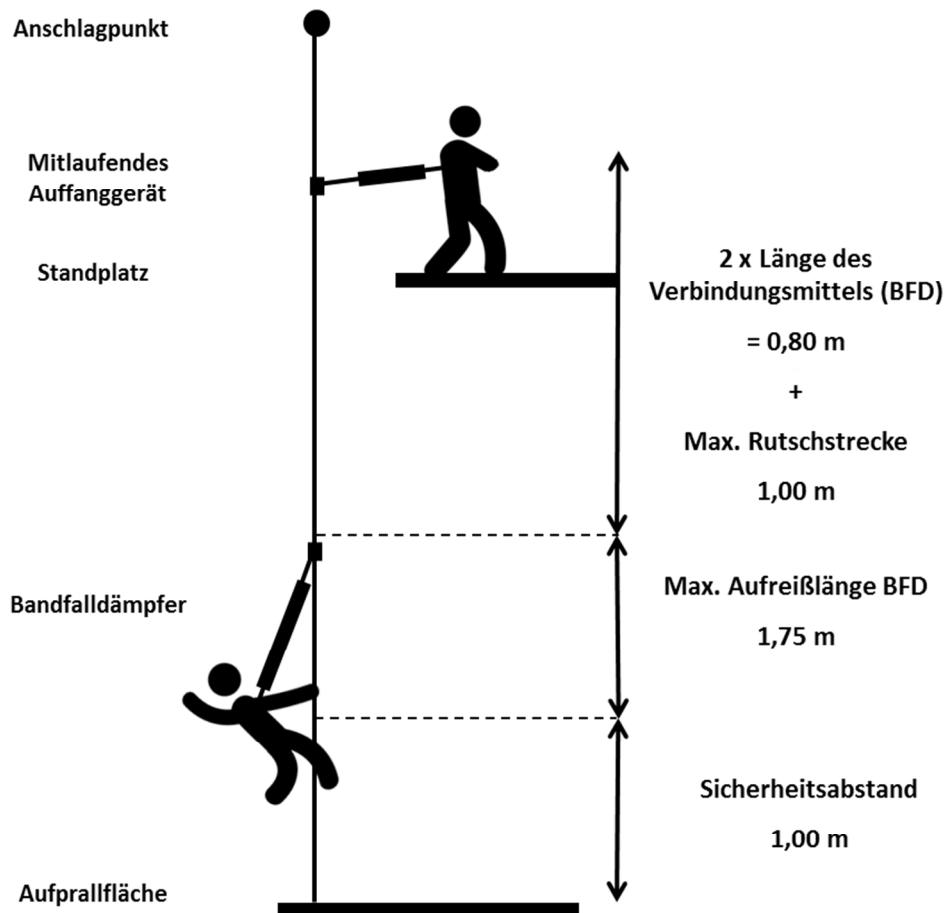 Anschlagpunkt
Mitlaufendes
Auffanggerät
Standplatz
2 x Länge des
Verbindungsmittels (BFD)
= 0,80 m
+
Max. Rutschstrecke
1,00 m
Bandfalldämpfer
Max. Aufreißlänge BFD
1,75 m
Sicherheitsabstand
1,00 m
Aufprallfläche